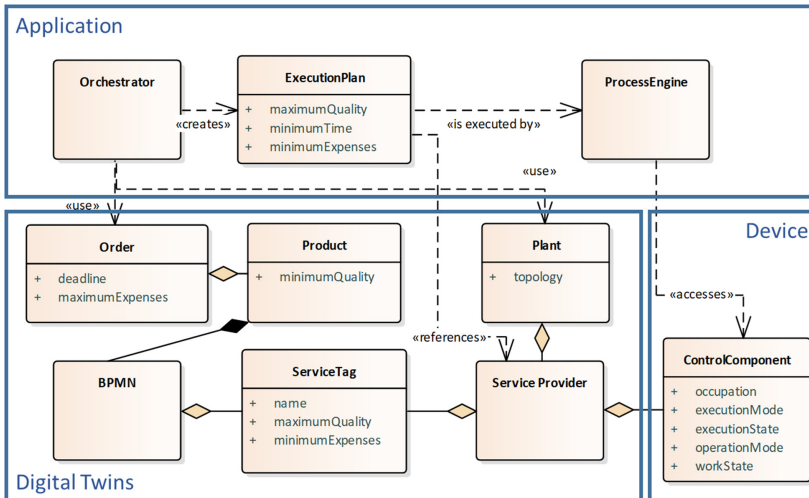 Application
Orchestrator
«creates»
ExecutionPlan
+ maximumQuality
+ minimumTime
+ minimumExpenses
«is executed by»
ProcessEngine
«use»
«use»
Order
+ deadline
+ maximumExpenses
Product
+ minimumQuality
Plant
+ topology
Device
«accesses»
«references»
BPMN
ServiceTag
+ name
+ maximumQuality
+ minimumExpenses
Service Provider
ControlComponent
+ occupation
+ executionMode
+ executionState
+ operationMode
+ workState
Digital Twins